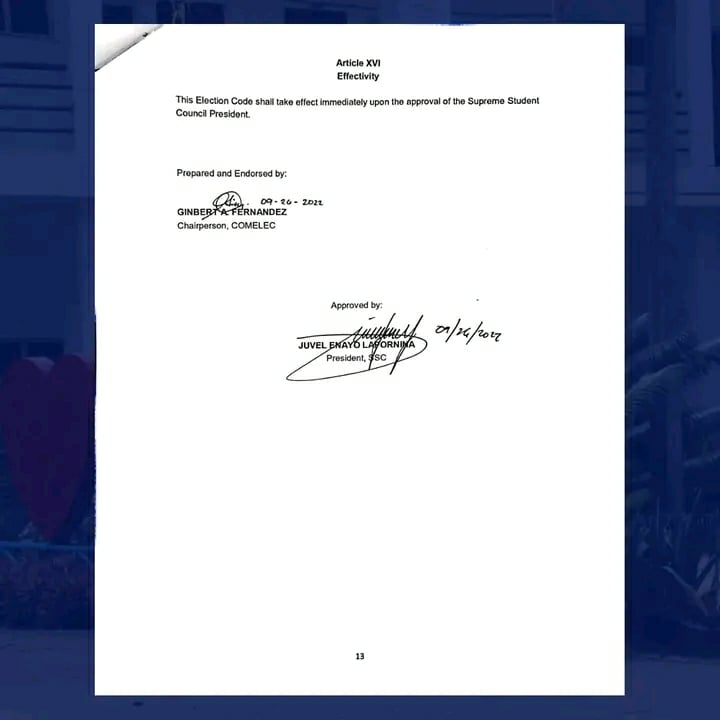 Article XVI
Effectivity
This Election Code shall take effect immediately upon the approval of the Supreme Student
Council President.
Prepared and Endorsed by:
09-26-2022
GINBERT A. FERNANDEZ
Chairperson, COMELEC
Approved by:
09/26/2022
JUVEL ENAYO LAFORNINA
President, SSC
13